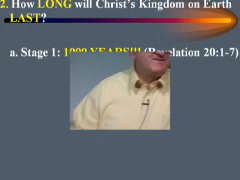 2. How LONG will Christ's Kingdom on Earth
LAST?
a. Stage 1: 1000 YEARS!!! (Revelation 20:1-7)